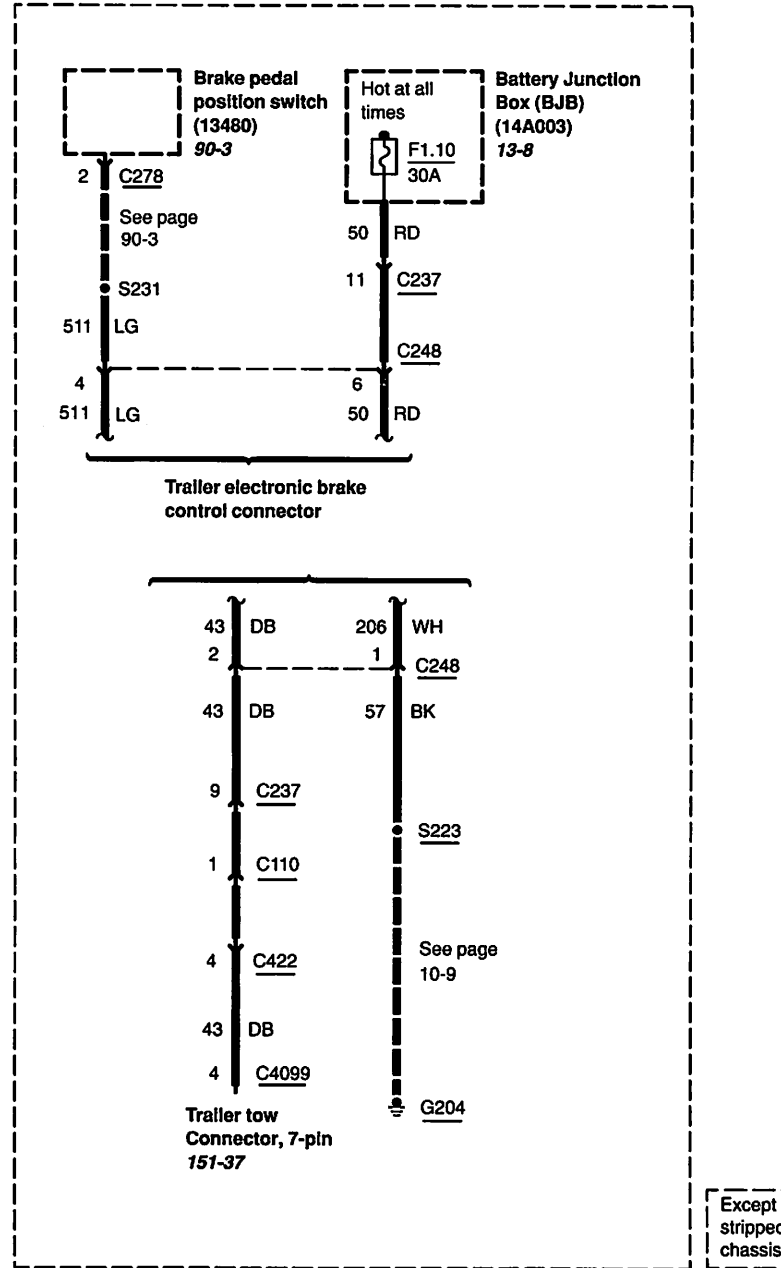 Brake pedal
position switch
(13480)
90-3
Hot at all
times
F1.10
30A
Battery Junction
Box (BJB)
(14A003)
13-8
2 C278
See page
90-3
S231
511 LG
50 RD
11 C237
C248
4
6
511 LG
50 RD
Trailer electronic brake
control connector
43 DB
206 WH
2
1
C248
43 DB
57 BK
9 C237
S223
1 C110
See page
10-9
4 C422
43 DB
4 C4099
G204
Trailer tow
Connector, 7-pin
151-37
Except
stripped
chassis